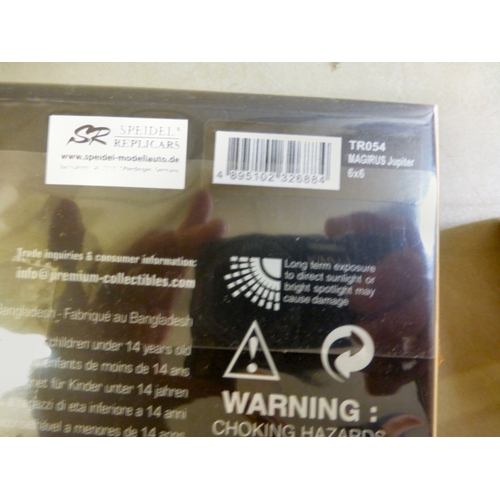 SR SPEIDEL®
REPLICARS
www.speidel-modellauto.de
TR054
MAGIRUS Jupiter
6x6
4 895102 326884
Trade inquiries & consumer information:
info@premium-collectibles.com
Long term exposure
to direct sunlight or
bright spotlight may
cause damage
Bangladesh - Fabriqué au Bangladesh
children under 14 years old
enfants de moins de 14 ans
für Kinder unter 14 jahren
di eta inferiore a 14 anni
a menores de 14 años
WARNING :
CHOKING HAZARDS